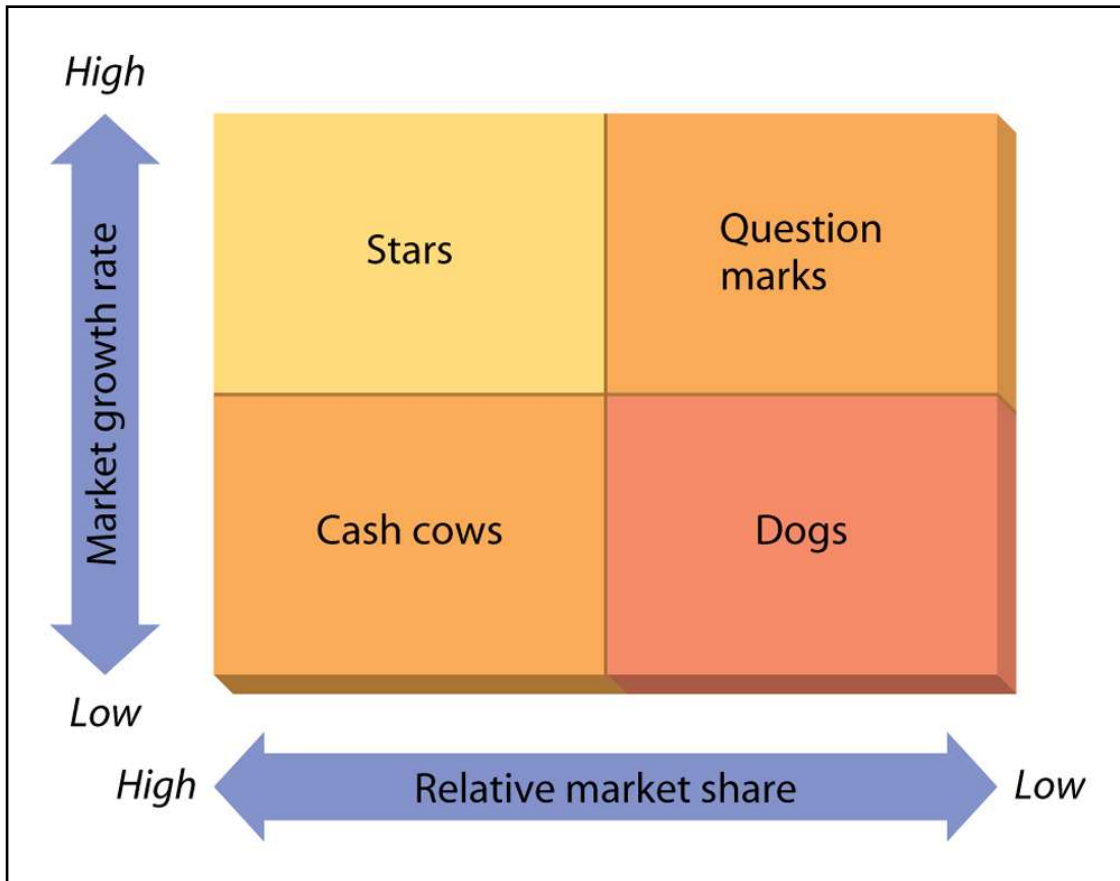 High
Market growth rate
Stars
Question
marks
Cash cows
Dogs
Low
High
Relative market share
Low